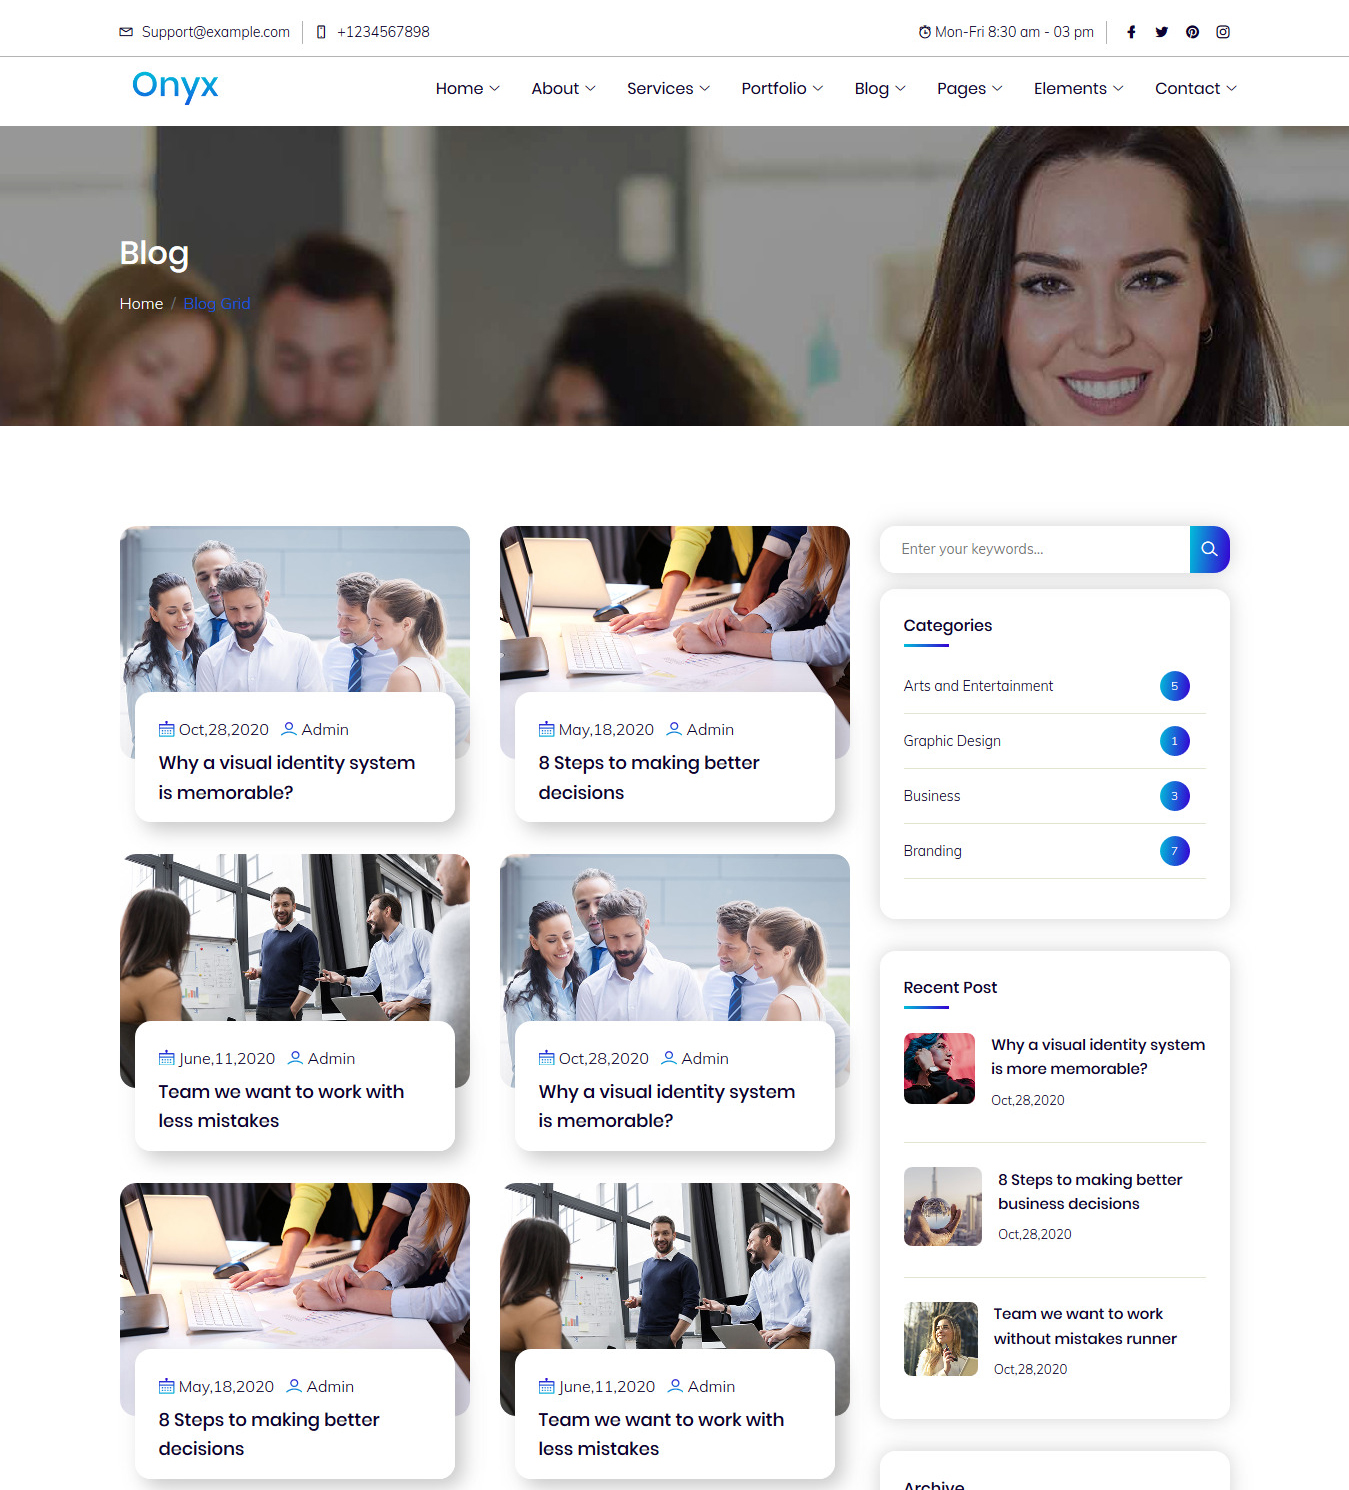 Support@example.com +1234567898 Mon-Fri 8:30 am - 03 pm
Onyx Home About Services Portfolio Blog Pages Elements Contact
Blog
Home / Blog Grid
Oct,28,2020 Admin
Why a visual identity system
is memorable?
May,18,2020 Admin
8 Steps to making better
decisions
June,11,2020 Admin
Team we want to work with
less mistakes
Oct,28,2020 Admin
Why a visual identity system
is memorable?
May,18,2020 Admin
8 Steps to making better
decisions
June,11,2020 Admin
Team we want to work with
less mistakes
Enter your keywords...
Categories
Arts and Entertainment 5
Graphic Design 1
Business 3
Branding 7
Recent Post
Why a visual identity system
is more memorable?
Oct,28,2020
8 Steps to making better
business decisions
Oct,28,2020
Team we want to work
without mistakes runner
Oct,28,2020
Archive